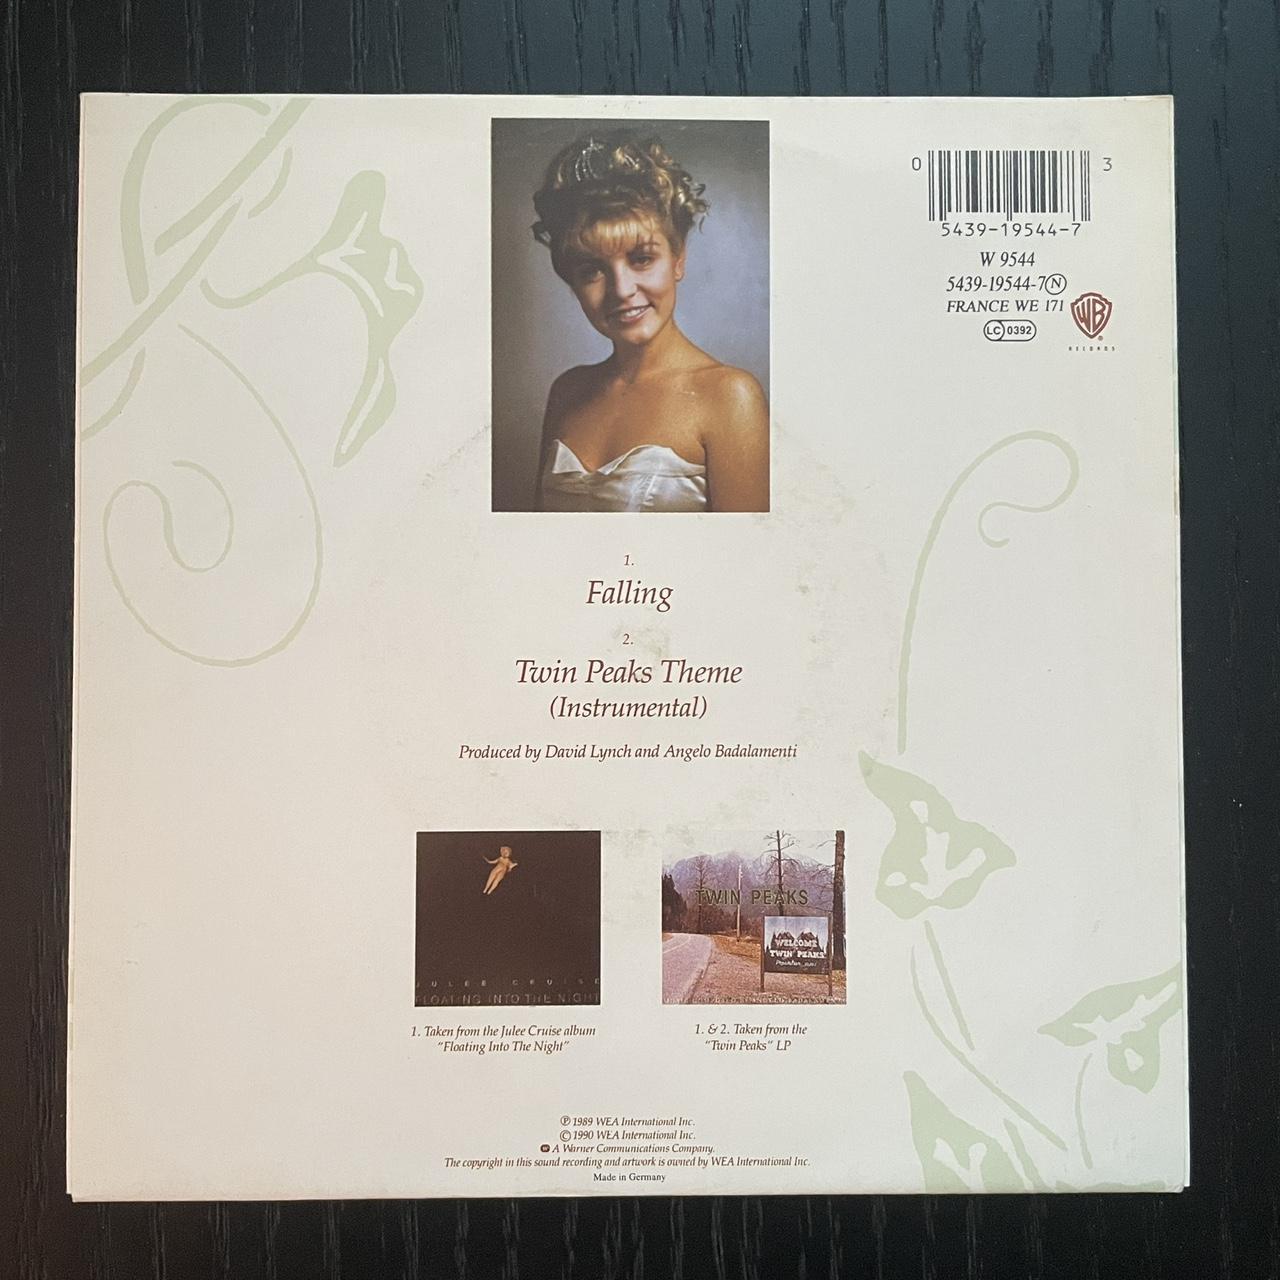 0 3
5439-19544-7
W 9544
5439-19544-7 N
FRANCE WE 171
LC 0392
WB
RECORDS
1.
Falling
2.
Twin Peaks Theme
(Instrumental)
Produced by David Lynch and Angelo Badalamenti
JULEE CRUISE
FLOATING INTO THE NIGHT
TWIN PEAKS
WELCOME
TO
TWIN PEAKS
1. Taken from the Julee Cruise album
"Floating Into The Night"
1. & 2. Taken from the
"Twin Peaks" LP
℗ 1989 WEA International Inc.
© 1990 WEA International Inc.
A Warner Communications Company.
The copyright in this sound recording and artwork is owned by WEA International Inc.
Made in Germany